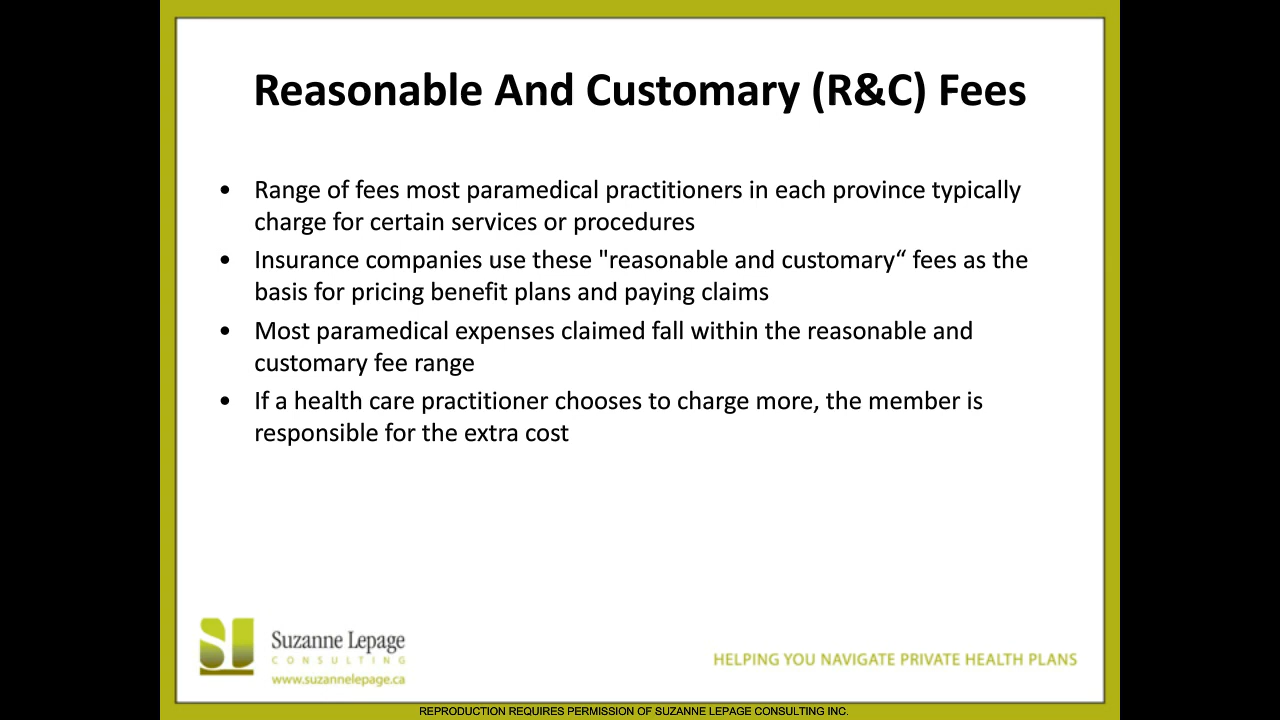 Reasonable And Customary (R&C) Fees
• Range of fees most paramedical practitioners in each province typically
charge for certain services or procedures
• Insurance companies use these "reasonable and customary“ fees as the
basis for pricing benefit plans and paying claims
• Most paramedical expenses claimed fall within the reasonable and
customary fee range
• If a health care practitioner chooses to charge more, the member is
responsible for the extra cost
SL
Suzanne Lepage
CONSULTING
www.suzannelepage.ca
HELPING YOU NAVIGATE PRIVATE HEALTH PLANS
REPRODUCTION REQUIRES PERMISSION OF SUZANNE LEPAGE CONSULTING INC.